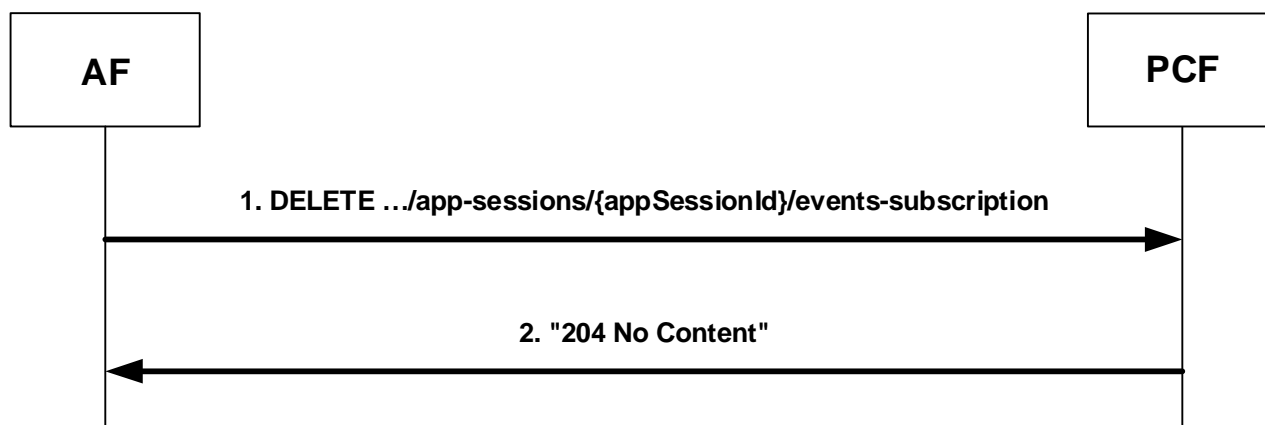 AF
PCF
1. DELETE …/app-sessions/{appSessionId}/events-subscription
2. "204 No Content"